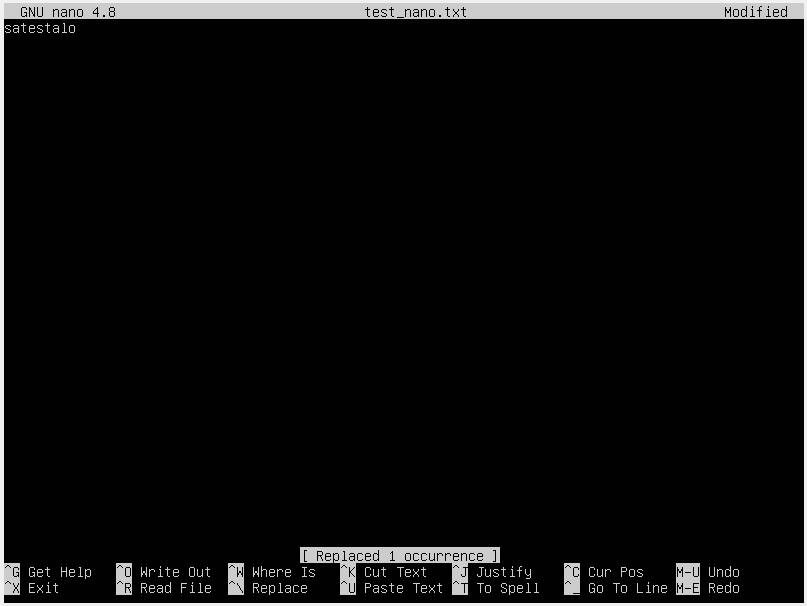 GNU nano 4.8 test_nano.txt Modified
satestalo
[ Replaced 1 occurrence ]
^G Get Help ^O Write Out ^W Where Is ^K Cut Text ^J Justify ^C Cur Pos M-U Undo
^X Exit ^R Read File ^\ Replace ^U Paste Text ^T To Spell ^_ Go To Line M-E Redo